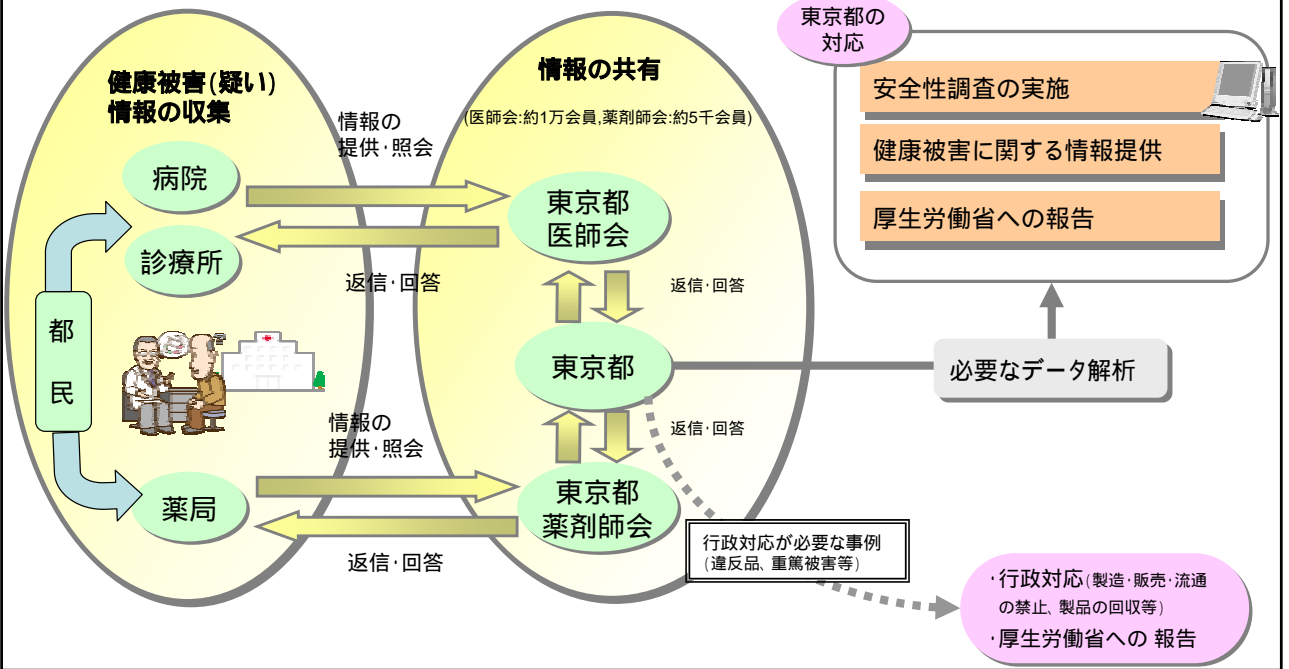 健康被害(疑い)
情報の収集
病院
診療所
都
民
薬局
情報の
提供・照会
返信・回答
情報の
提供・照会
返信・回答
情報の共有
(医師会:約1万会員,薬剤師会:約5千会員)
東京都
医師会
返信・回答
東京都
返信・回答
東京都
薬剤師会
東京都の
対応
安全性調査の実施
健康被害に関する情報提供
厚生労働省への報告
必要なデータ解析
行政対応が必要な事例
(違反品、重篤被害等)
・行政対応(製造・販売・流通
の禁止、製品の回収等)
・厚生労働省への 報告